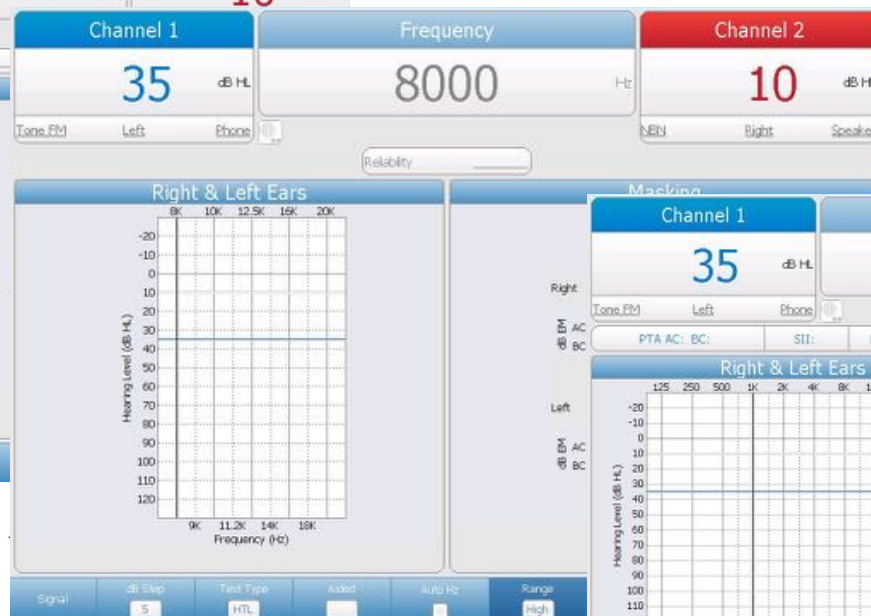 Channel 1
Frequency
Channel 2
35 dB HL
8000 Hz
10
Tone FM Left Phone
NBN Right
Reliability
Right & Left Ears
8K 10K 12.5K 16K 20K
-20
-10
0
10
20
30
40
50
60
70
80
90
100
110
120
Hearing Level (dB HL)
9K 11.2K 14K 18K
Frequency (Hz)
Masking
Right
EM AC
dB BC
Left
EM AC
dB BC
Channel 1
35 dB HL
Tone FM Left Phone
PTA AC: BC: SII:
Right & Left Ears
125 250 500 1K 2K 4K 8K
-20
-10
0
10
20
30
40
50
60
70
80
90
100
110
Hearing Level (dB HL)
Signal dB Step Test Type Aided Auto Hz Range
5 HTL High